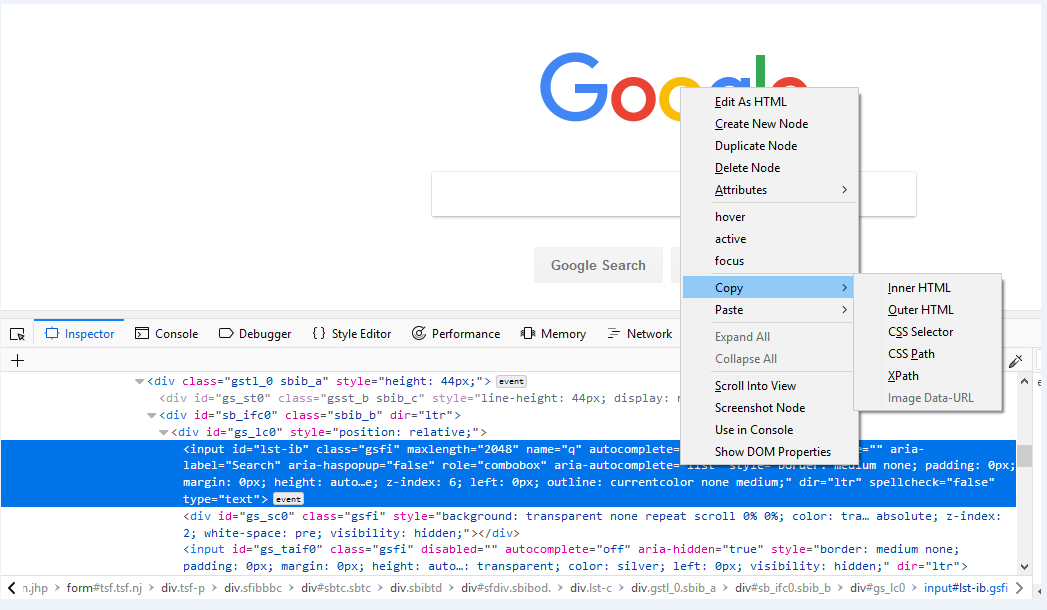 Google
Edit As HTML
Create New Node
Duplicate Node
Delete Node
Attributes
hover
active
focus
Copy
Paste
Expand All
Collapse All
Scroll Into View
Screenshot Node
Use in Console
Show DOM Properties
Inner HTML
Outer HTML
CSS Selector
CSS Path
XPath
Image Data-URL
Google Search
Inspector Console Debugger {} Style Editor Performance Memory Network
+
<div class="gstl_0 sbib_a" style="height: 44px;"> event
<div id="gs_st0" class="gsst_b sbib_c" style="line-height: 44px; display:
<div id="sb_ifc0" class="sbib_b" dir="ltr">
<div id="gs_lc0" style="position: relative;">
<input id="lst-ib" class="gsfi" maxlength="2048" name="q" autocomplete= ="" aria-
label="Search" aria-haspopup="false" role="combobox" aria-autocomplete="list" style="border: medium none; padding: 0px;
margin: 0px; height: auto…e; z-index: 6; left: 0px; outline: currentcolor none medium;" dir="ltr" spellcheck="false"
type="text"> event
<div id="gs_sc0" class="gsfi" style="background: transparent none repeat scroll 0% 0%; color: tra… absolute; z-index:
2; white-space: pre; visibility: hidden;"></div>
<input id="gs_taif0" class="gsfi" disabled="" autocomplete="off" aria-hidden="true" style="border: medium none;
padding: 0px; margin: 0px; height: auto…: transparent; color: silver; left: 0px; visibility: hidden;" dir="ltr">
n.jhp > form#tsf.tsf.nj > div.tsf-p > div.sfibbbc > div#sbtc.sbtc > div.sbibtd > div#sfdiv.sbibod. > div.lst-c > div.gstl_0.sbib_a > div#sb_ifc0.sbib_b > div#gs_lc0 > input#lst-ib.gsfi